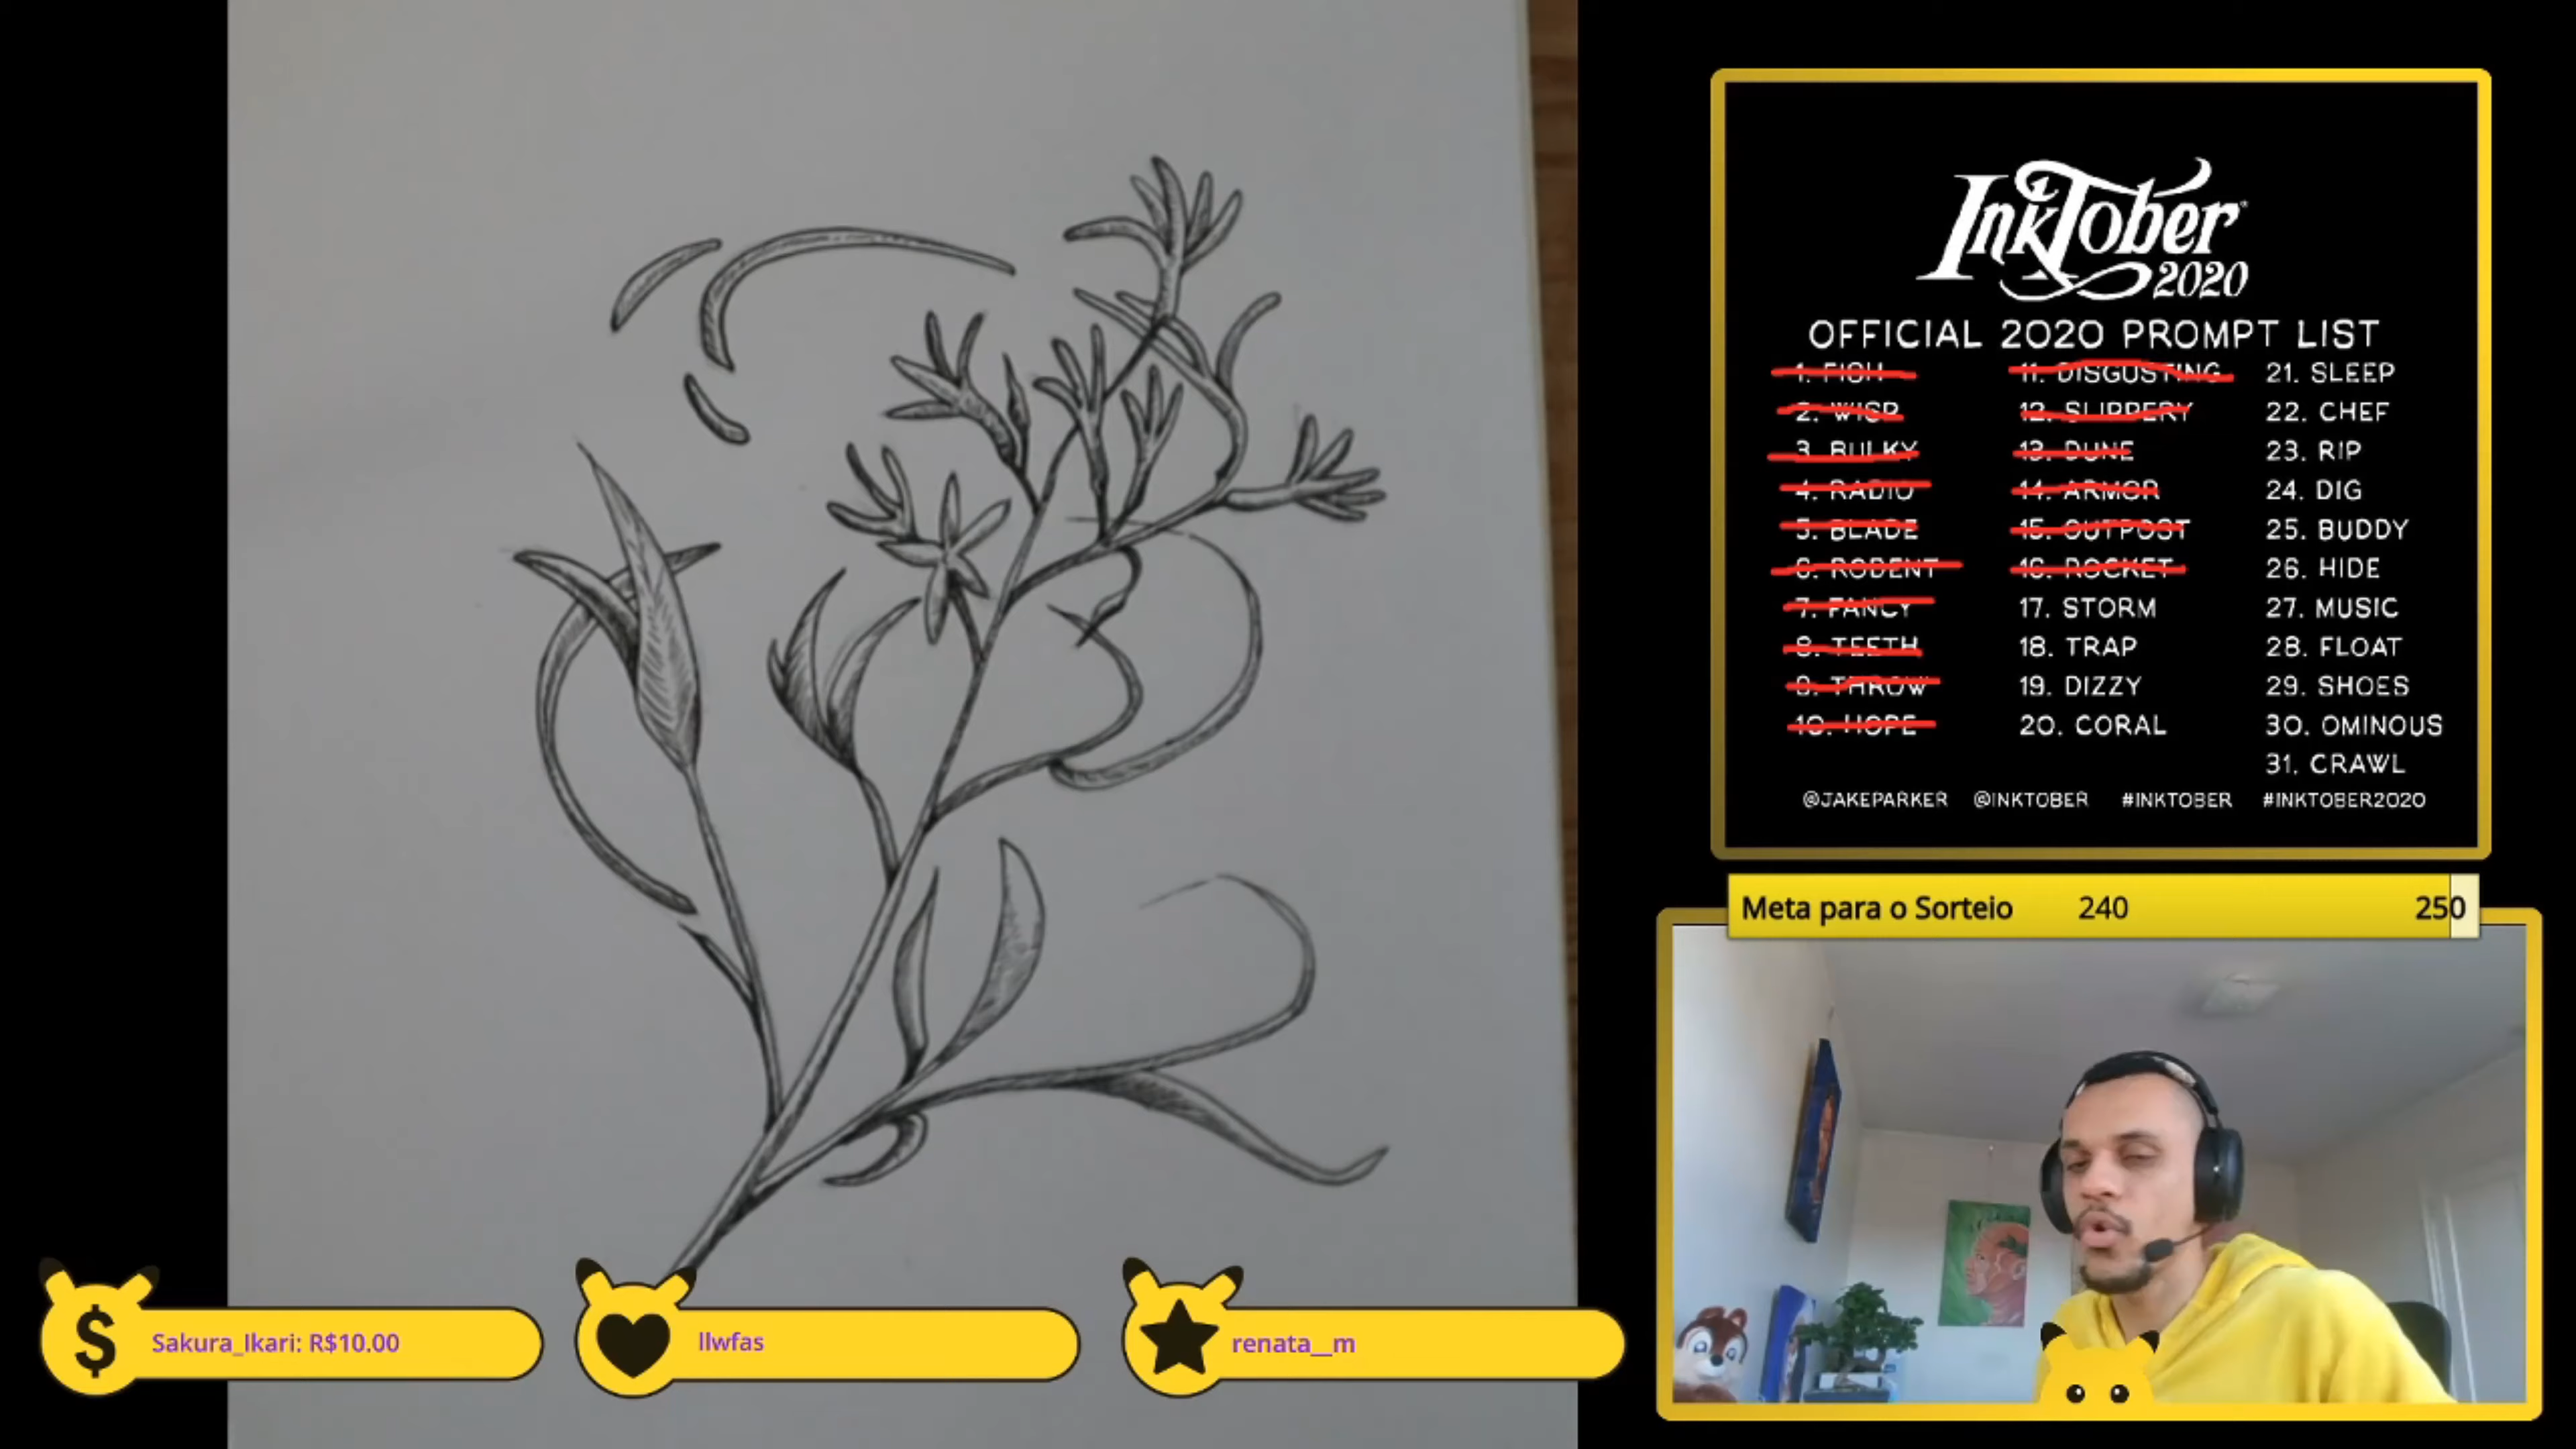 InkTober
2020
OFFICIAL 2020 PROMPT LIST
1. FISH
2. WISP
3. BULKY
4. RADIO
5. BLADE
6. RODENT
7. FANCY
8. TEETH
9. THROW
10. HOPE
11. DISGUSTING
12. SLIPPERY
13. DUNE
14. ARMOR
15. OUTPOST
16. ROCKET
17. STORM
18. TRAP
19. DIZZY
20. CORAL
21. SLEEP
22. CHEF
23. RIP
24. DIG
25. BUDDY
26. HIDE
27. MUSIC
28. FLOAT
29. SHOES
30. OMINOUS
31. CRAWL
@JAKEPARKER @INKTOBER #INKTOBER #INKTOBER2020
Meta para o Sorteio 240 250
$ Sakura_Ikari: R$10.00
llwfas
renata__m